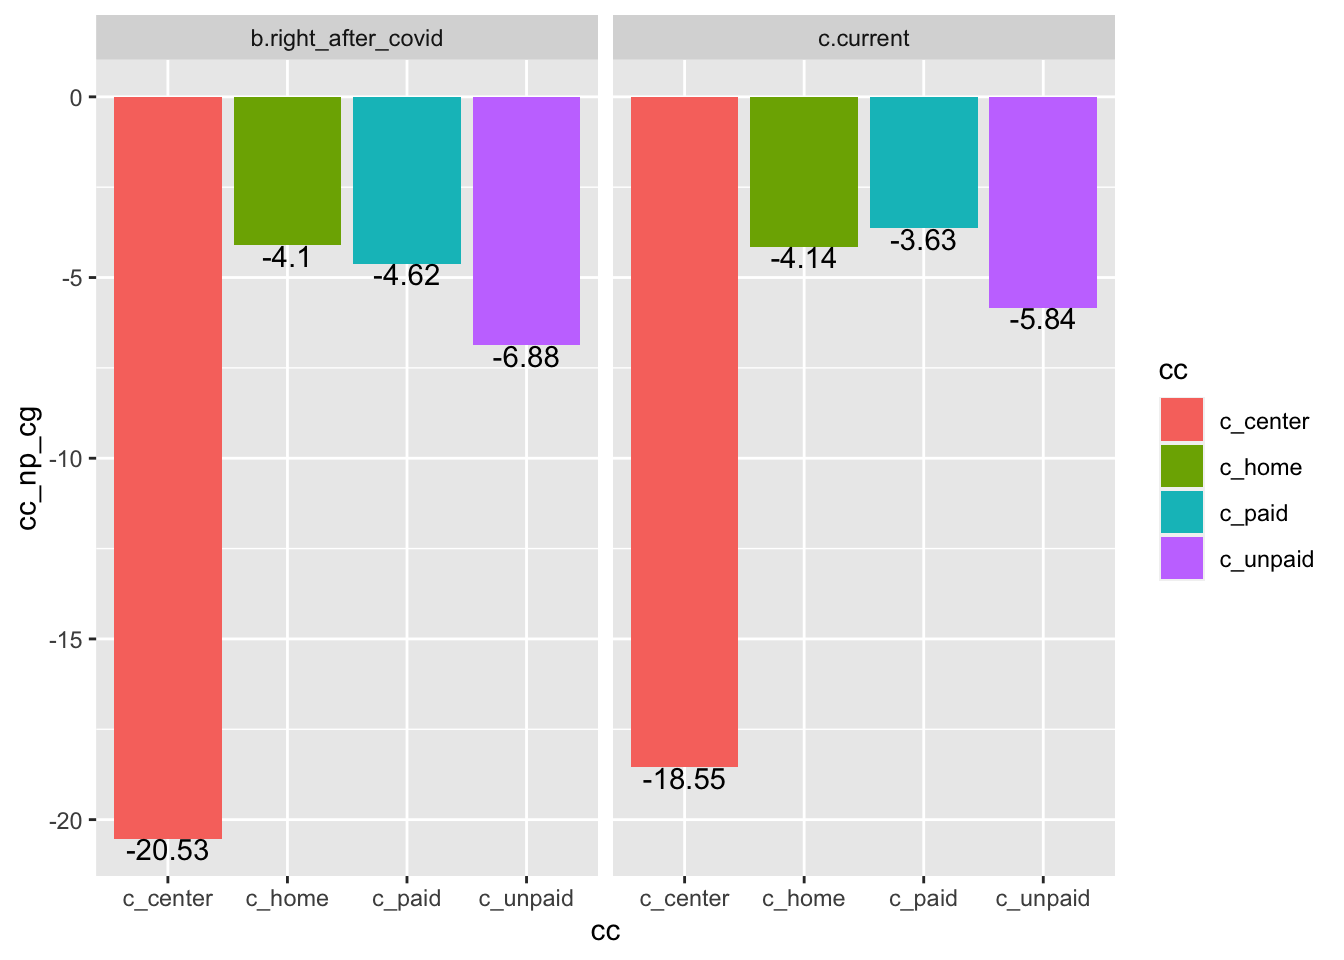 b.right_after_covid
c.current
0
-5
-10
-15
-20
cc_np_cg
-20.53
-4.1
-4.62
-6.88
-18.55
-4.14
-3.63
-5.84
c_center
c_home
c_paid
c_unpaid
c_center
c_home
c_paid
c_unpaid
cc
cc
c_center
c_home
c_paid
c_unpaid